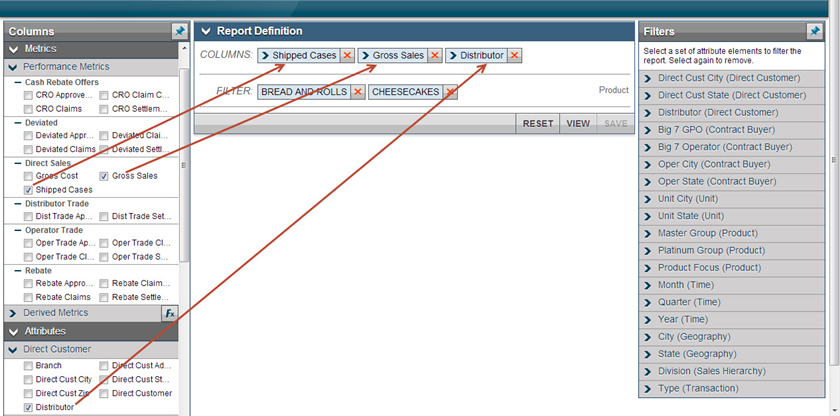 Columns
Metrics
Performance Metrics
Cash Rebate Offers
CRO Approve... CRO Claim C...
CRO Claims CRO Settlem...
Deviated
Deviated Appr... Deviated Clai...
Deviated Claims Deviated Settl...
Direct Sales
Gross Cost Gross Sales
Shipped Cases
Distributor Trade
Dist Trade Ap... Dist Trade Set...
Operator Trade
Oper Trade Ap... Oper Trade Cl...
Oper Trade Cl... Oper Trade S...
Rebate
Rebate Appro... Rebate Claim...
Rebate Claims Rebate Settle...
Derived Metrics Fx
Attributes
Direct Customer
Branch Direct Cust Ad...
Direct Cust City Direct Cust St...
Direct Cust Zip Direct Customer
Distributor
Report Definition
COLUMNS: Shipped Cases Gross Sales Distributor
FILTER: BREAD AND ROLLS CHEESECAKES Product
RESET VIEW SAVE
Filters
Select a set of attribute elements to filter the
report. Select again to remove.
Direct Cust City (Direct Customer)
Direct Cust State (Direct Customer)
Distributor (Direct Customer)
Big 7 GPO (Contract Buyer)
Big 7 Operator (Contract Buyer)
Oper City (Contract Buyer)
Oper State (Contract Buyer)
Unit City (Unit)
Unit State (Unit)
Master Group (Product)
Platinum Group (Product)
Product Focus (Product)
Month (Time)
Quarter (Time)
Year (Time)
City (Geography)
State (Geography)
Division (Sales Hierarchy)
Type (Transaction)